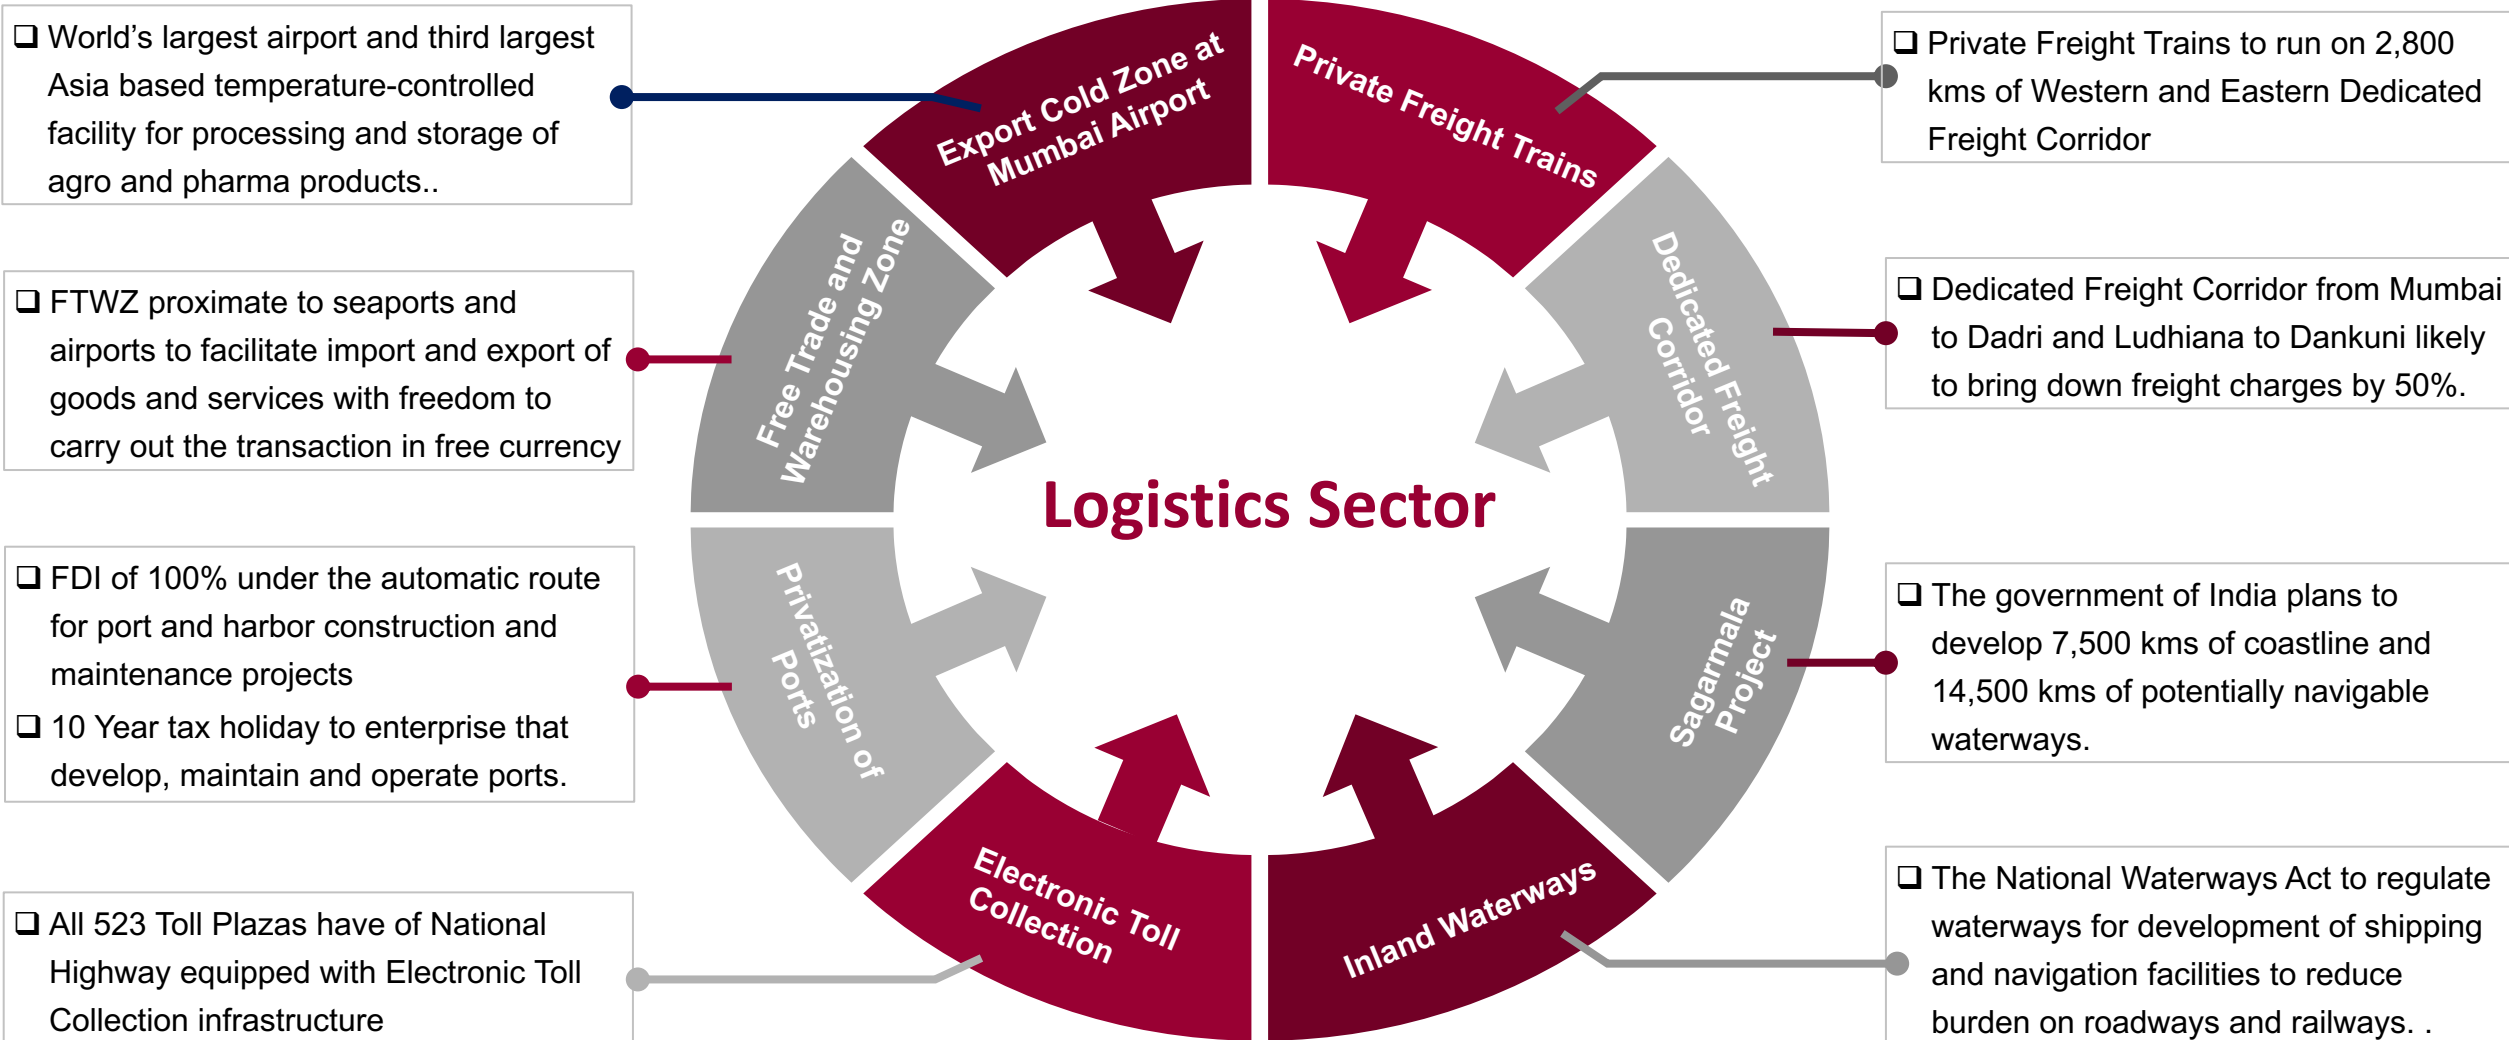 ❑ World’s largest airport and third largest
Asia based temperature-controlled
facility for processing and storage of
agro and pharma products..
Export Cold Zone at
Mumbai Airport
Private Freight Trains
❑ Private Freight Trains to run on 2,800
kms of Western and Eastern Dedicated
Freight Corridor
❑ FTWZ proximate to seaports and
airports to facilitate import and export of
goods and services with freedom to
carry out the transaction in free currency
Free Trade and
Warehousing Zone
Dedicated Freight
Corridor
❑ Dedicated Freight Corridor from Mumbai
to Dadri and Ludhiana to Dankuni likely
to bring down freight charges by 50%.
Logistics Sector
❑ FDI of 100% under the automatic route
for port and harbor construction and
maintenance projects
❑ 10 Year tax holiday to enterprise that
develop, maintain and operate ports.
Privatization of
Ports
Sagarmala
Project
❑ The government of India plans to
develop 7,500 kms of coastline and
14,500 kms of potentially navigable
waterways.
❑ All 523 Toll Plazas have of National
Highway equipped with Electronic Toll
Collection infrastructure
Electronic Toll
Collection
Inland Waterways
❑ The National Waterways Act to regulate
waterways for development of shipping
and navigation facilities to reduce
burden on roadways and railways. .